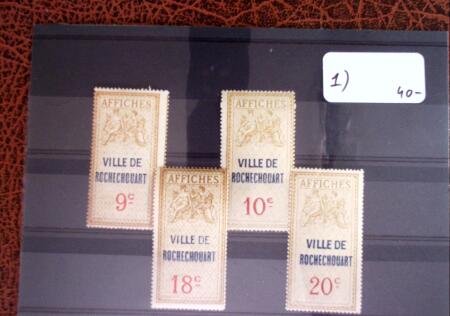 1)
40-
AFFICHES
VILLE DE
ROCHECHOUART
9c
AFFICHES
VILLE DE
ROCHECHOUART
10c
AFFICHES
VILLE DE
ROCHECHOUART
18c
AFFICHES
VILLE DE
ROCHECHOUART
20c